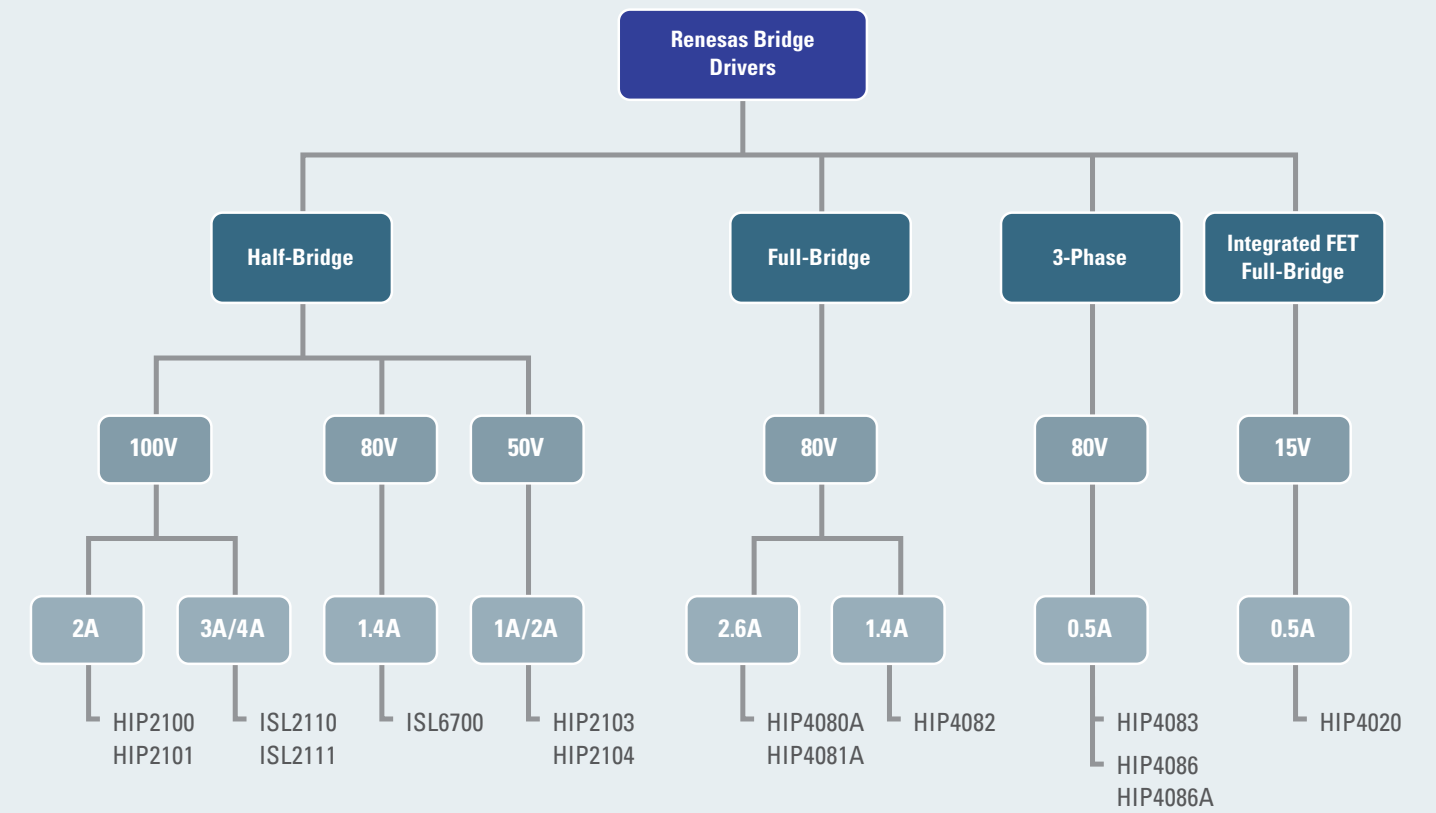 Renesas Bridge
Drivers
Half-Bridge
Full-Bridge
3-Phase
Integrated FET
Full-Bridge
100V
80V
50V
80V
80V
15V
2A
3A/4A
1.4A
1A/2A
2.6A
1.4A
0.5A
0.5A
HIP2100
HIP2101
ISL2110
ISL2111
ISL6700
HIP2103
HIP2104
HIP4080A
HIP4081A
HIP4082
HIP4083
HIP4086
HIP4086A
HIP4020